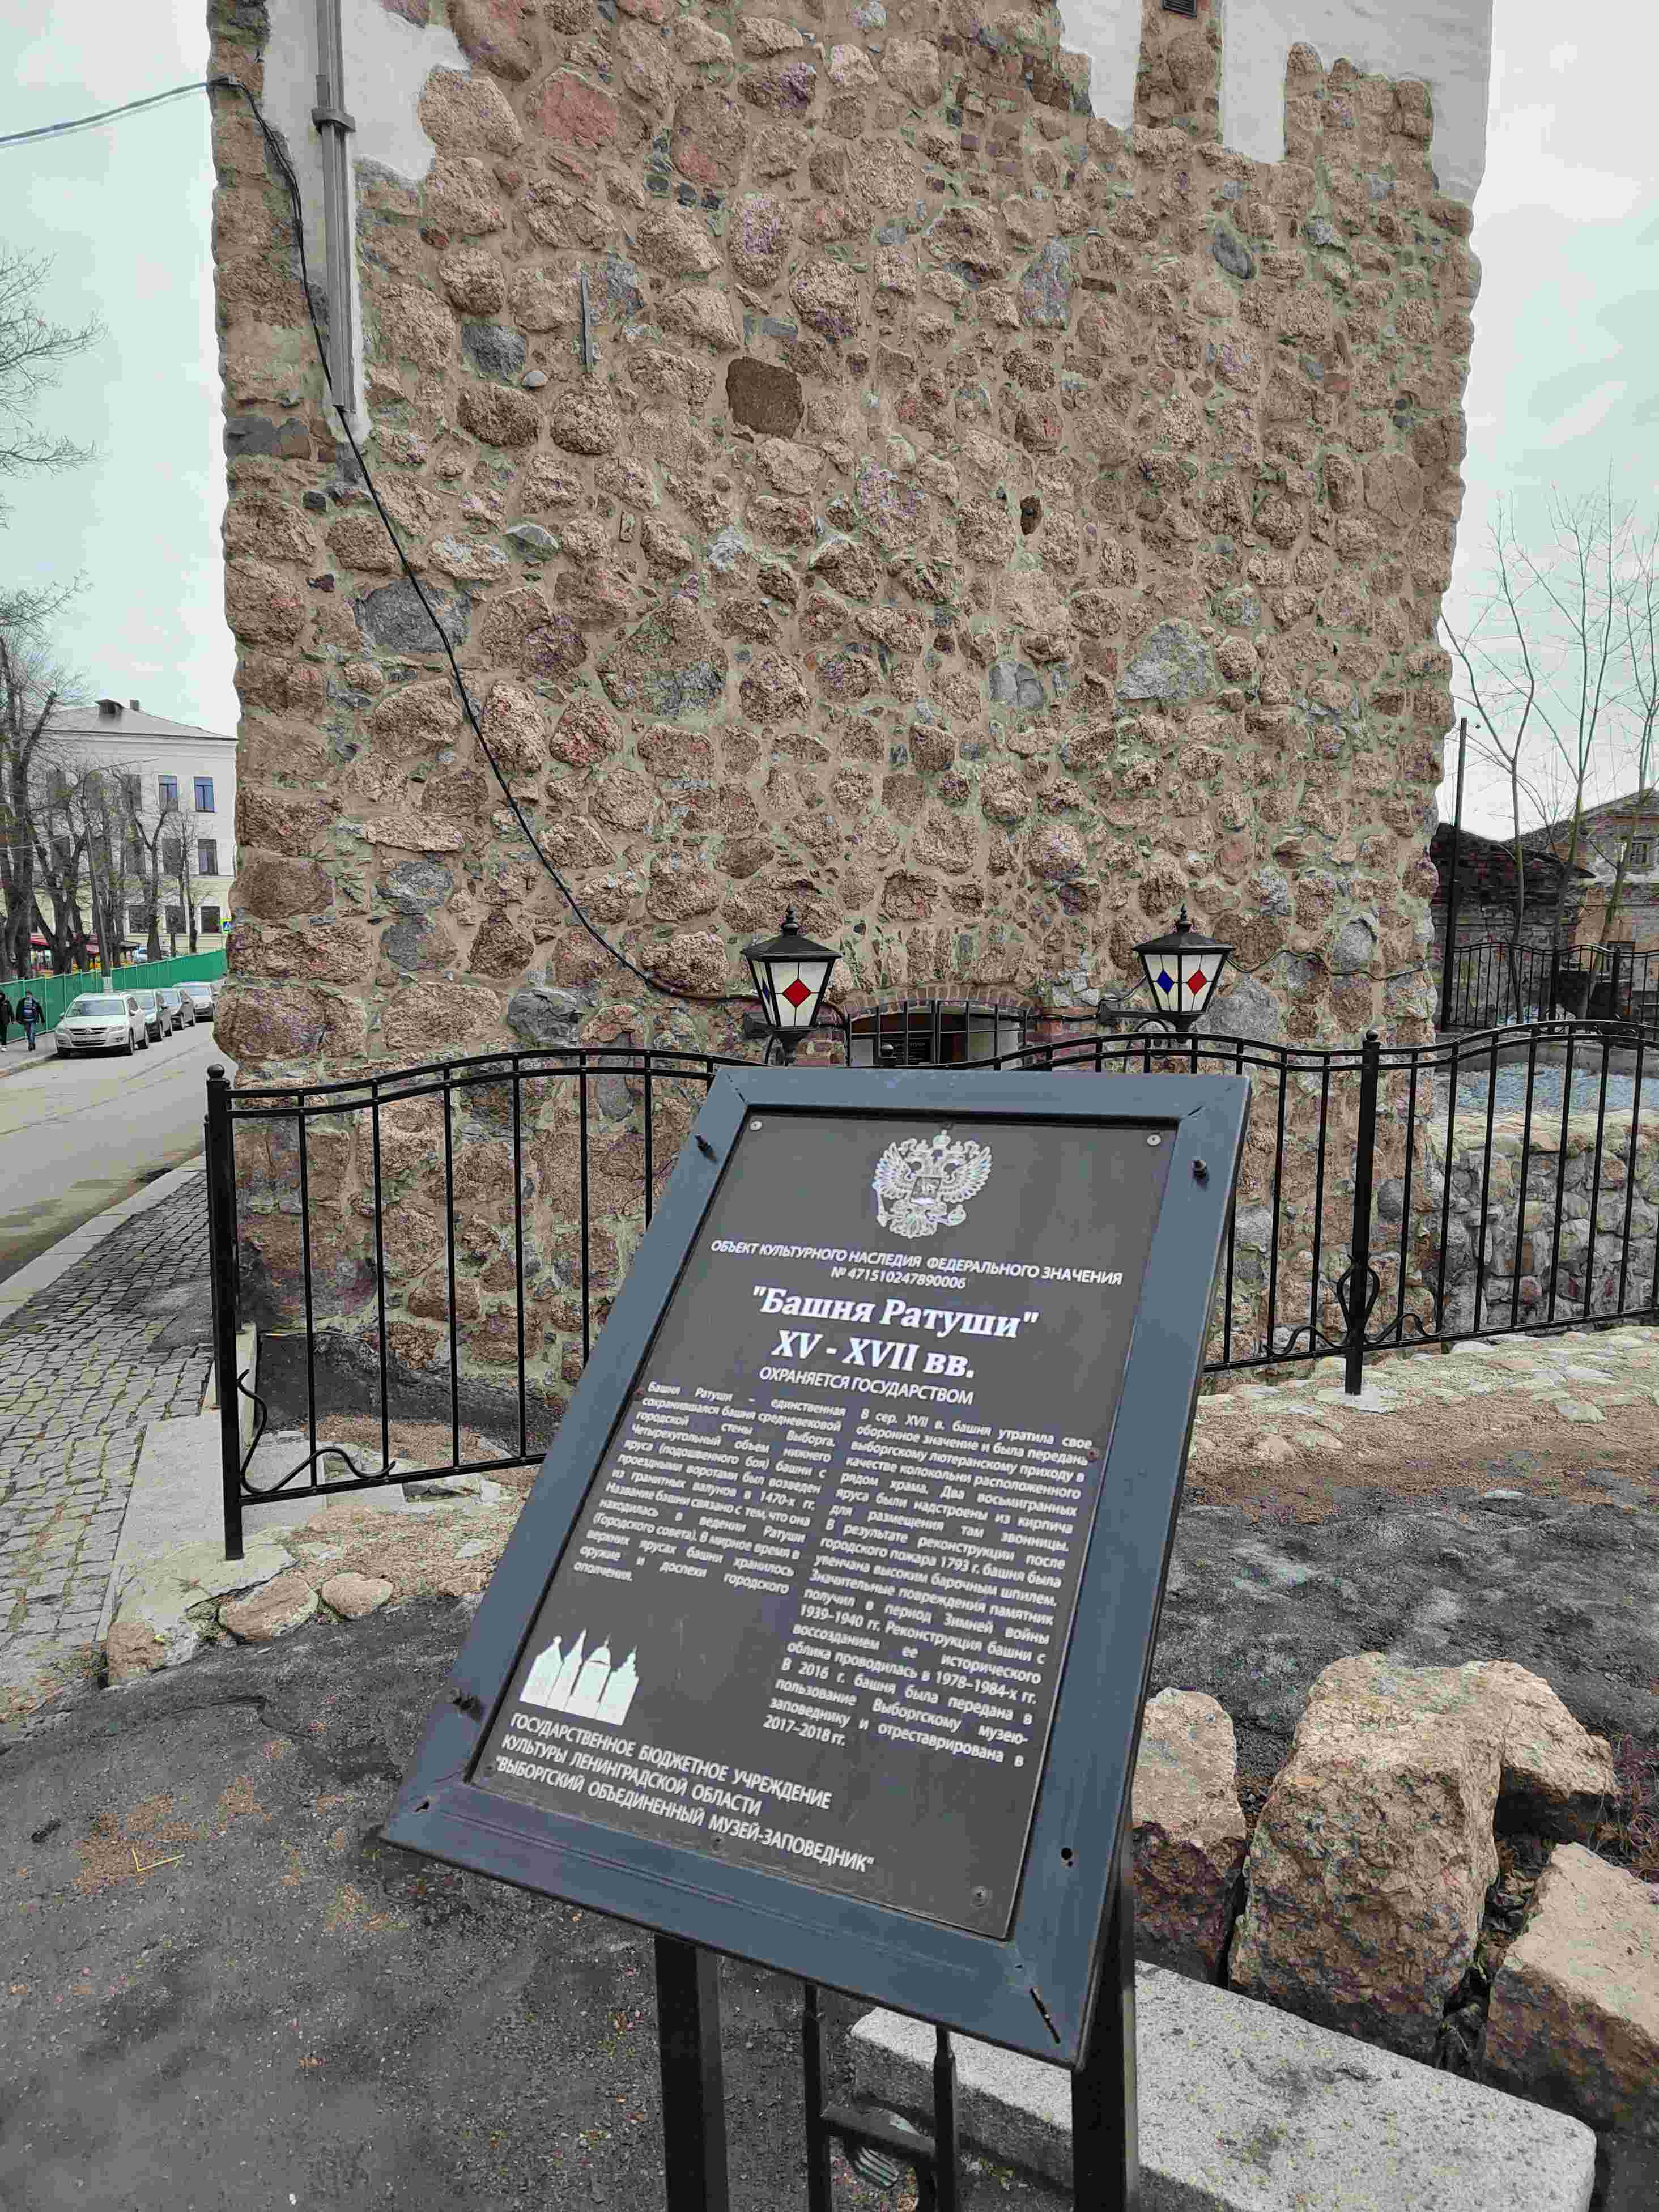 ОБЪЕКТ КУЛЬТУРНОГО НАСЛЕДИЯ ФЕДЕРАЛЬНОГО ЗНАЧЕНИЯ
№ 471510247890006
"Башня Ратуши"
XV - XVII вв.
ОХРАНЯЕТСЯ ГОСУДАРСТВОМ
Башня Ратуши – единственная
сохранившаяся башня средневековой
городской стены Выборга.
Четырехугольный объем нижнего
яруса (подошвенного боя) башни с
проездными воротами был возведен
из гранитных валунов в 1470-х гг.
Название башни связано с тем, что она
находилась в ведении Ратуши
(Городского совета). В мирное время в
верхних ярусах башни хранилось
оружие и доспехи городского
ополчения.
В сер. XVII в. башня утратила свое
оборонное значение и была передана
выборгскому лютеранскому приходу в
качестве колокольни расположенного
рядом храма. Два восьмигранных
яруса были надстроены из кирпича
для размещения там звонницы.
В результате реконструкции после
городского пожара 1793 г. башня была
увенчана высоким барочным шпилем.
Значительные повреждения памятник
получил в период Зимней войны
1939–1940 гг. Реконструкция башни с
воссозданием ее исторического
облика проводилась в 1978–1984-х гг.
В 2016 г. башня была передана в
пользование Выборгскому музею-
заповеднику и отреставрирована в
2017–2018 гг.
ГОСУДАРСТВЕННОЕ БЮДЖЕТНОЕ УЧРЕЖДЕНИЕ
КУЛЬТУРЫ ЛЕНИНГРАДСКОЙ ОБЛАСТИ
"ВЫБОРГСКИЙ ОБЪЕДИНЕННЫЙ МУЗЕЙ-ЗАПОВЕДНИК"